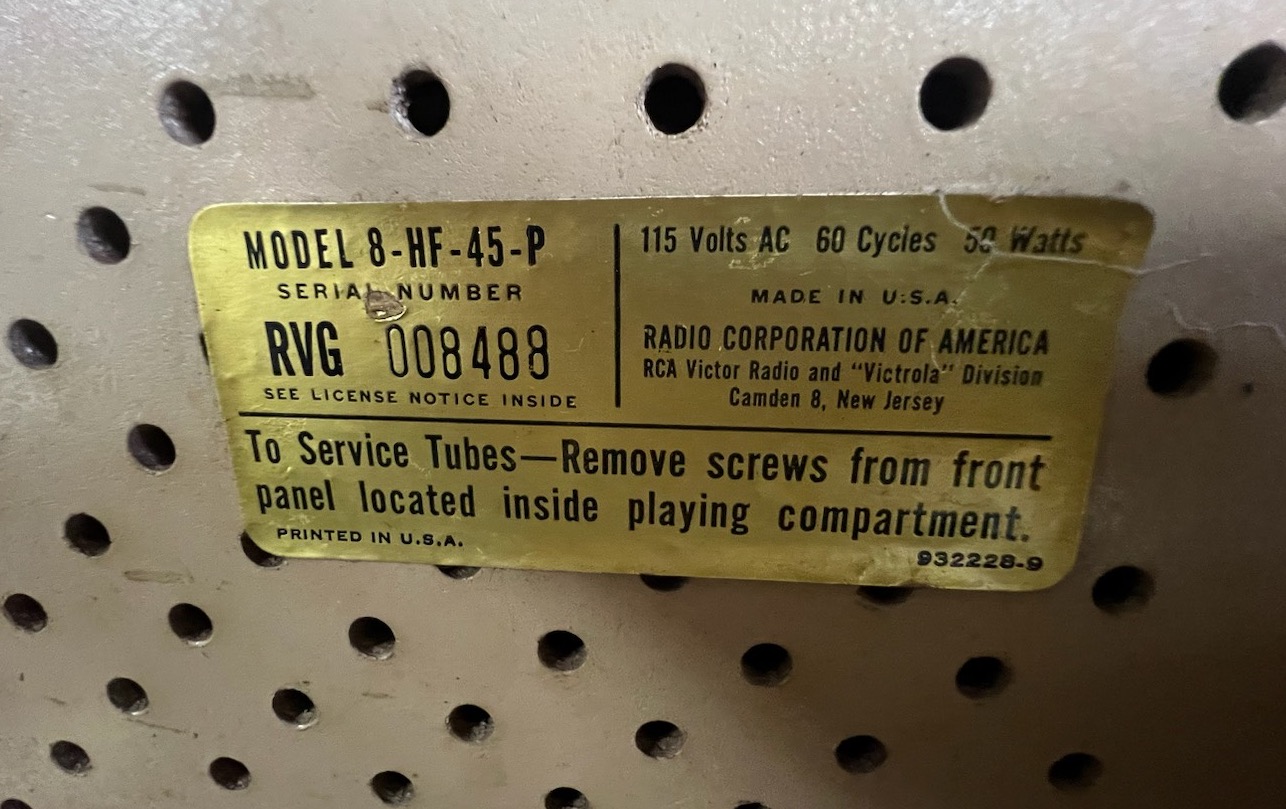 MODEL 8-HF-45-P
SERIAL NUMBER
RVG 008488
SEE LICENSE NOTICE INSIDE
115 Volts AC 60 Cycles 50 Watts
MADE IN U.S.A.
RADIO CORPORATION OF AMERICA
RCA Victor Radio and "Victrola" Division
Camden 8, New Jersey
To Service Tubes—Remove screws from front
panel located inside playing compartment.
PRINTED IN U.S.A.
932228-9